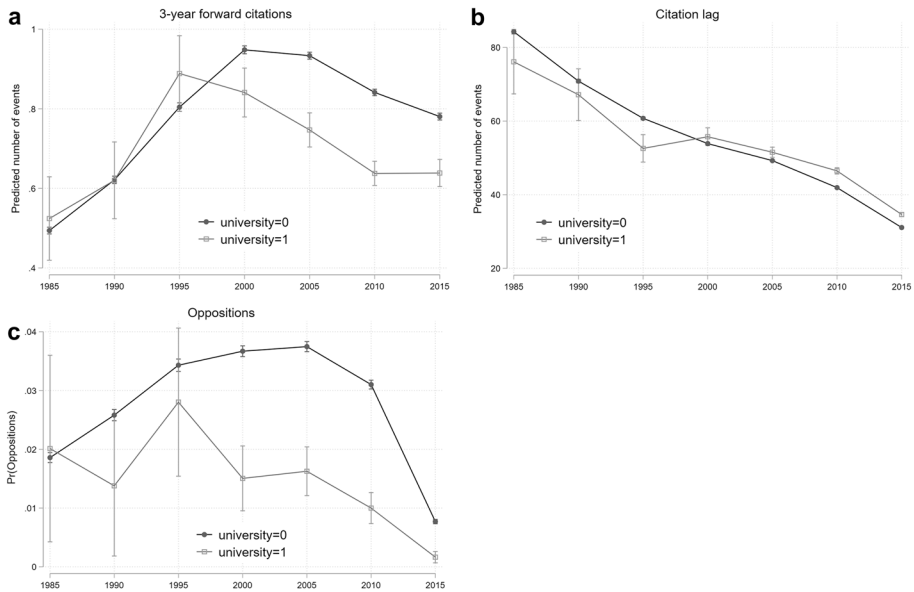 a
3-year forward citations
Predicted number of events
1
.8
.6
.4
university=0
university=1
1985 1990 1995 2000 2005 2010 2015
b
Citation lag
Predicted number of events
80
60
40
20
university=0
university=1
1985 1990 1995 2000 2005 2010 2015
c
Oppositions
Pr(Oppositions)
.04
.03
.02
.01
0
university=0
university=1
1985 1990 1995 2000 2005 2010 2015